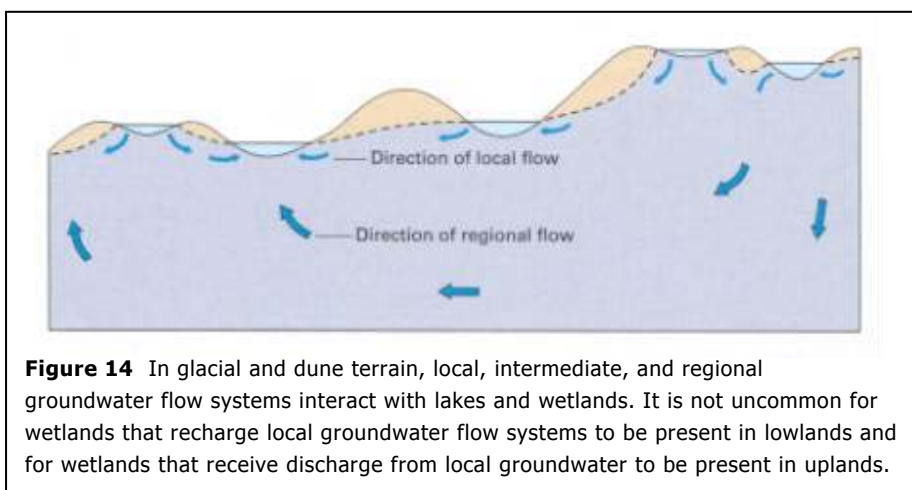 Direction of local flow
Direction of regional flow
Figure 14 In glacial and dune terrain, local, intermediate, and regional
groundwater flow systems interact with lakes and wetlands. It is not uncommon for
wetlands that recharge local groundwater flow systems to be present in lowlands and
for wetlands that receive discharge from local groundwater to be present in uplands.